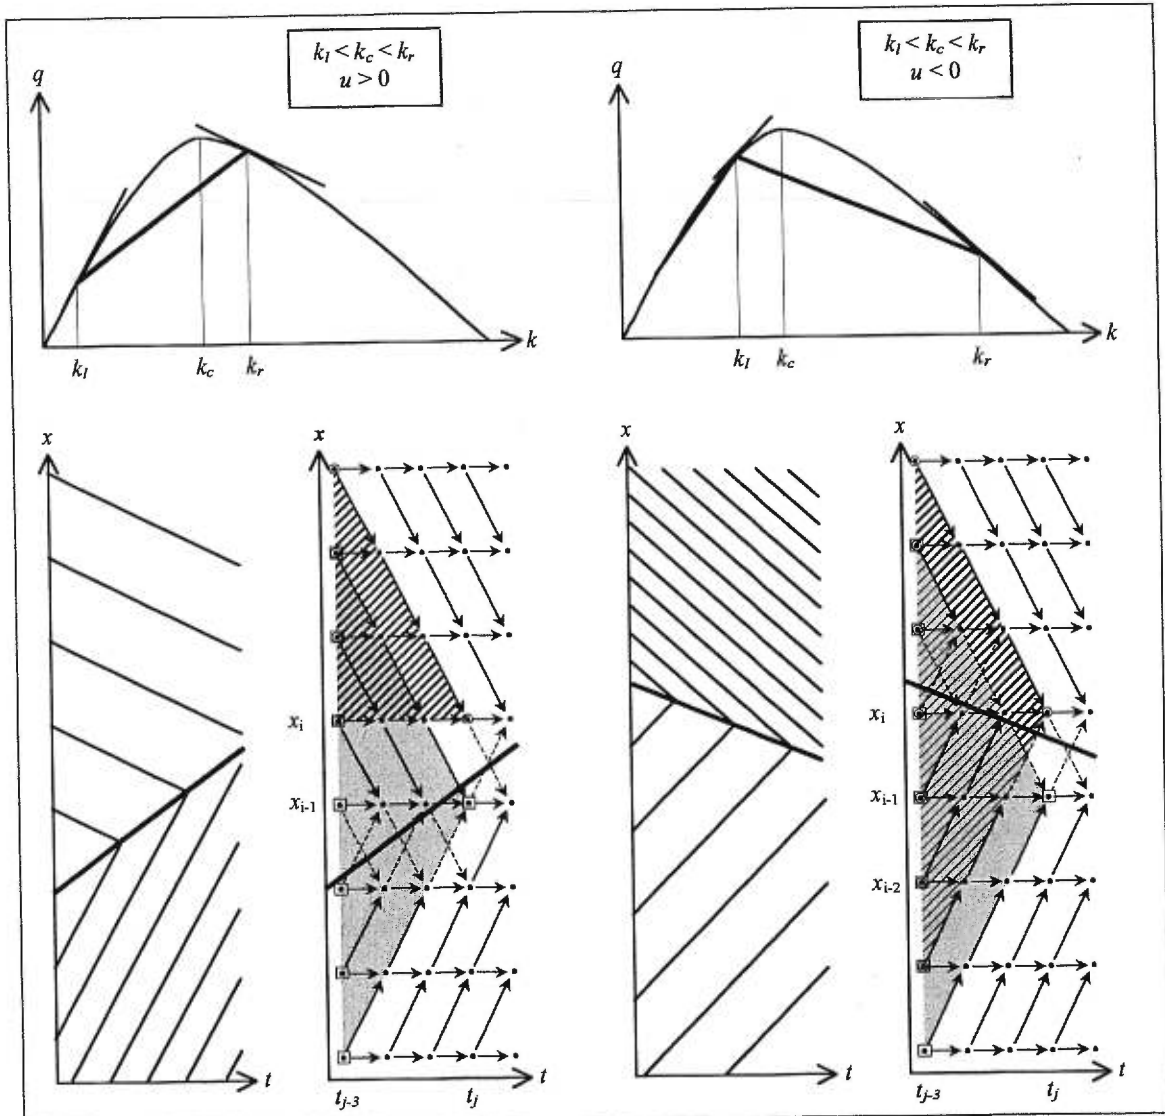 k_l < k_c < k_r
u > 0
k_l < k_c < k_r
u < 0
q
k
k_l
k_c
k_r
q
k
k_l
k_c
k_r
x
t
x
x_i
x_{i-1}
t_{j-3}
t_j
t
x
t
x
x_i
x_{i-1}
x_{i-2}
t_{j-3}
t_j
t